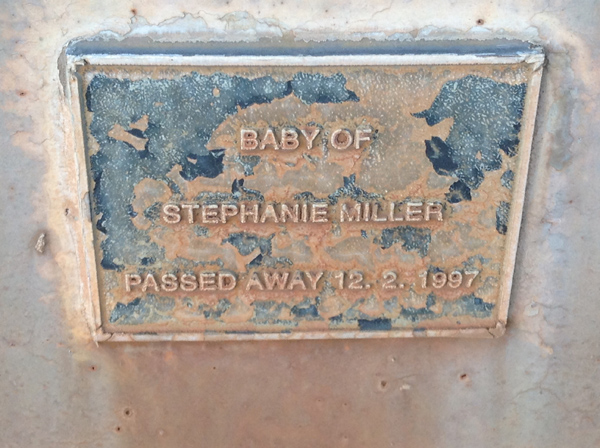 BABY OF
STEPHANIE MILLER
PASSED AWAY 12. 2. 1997